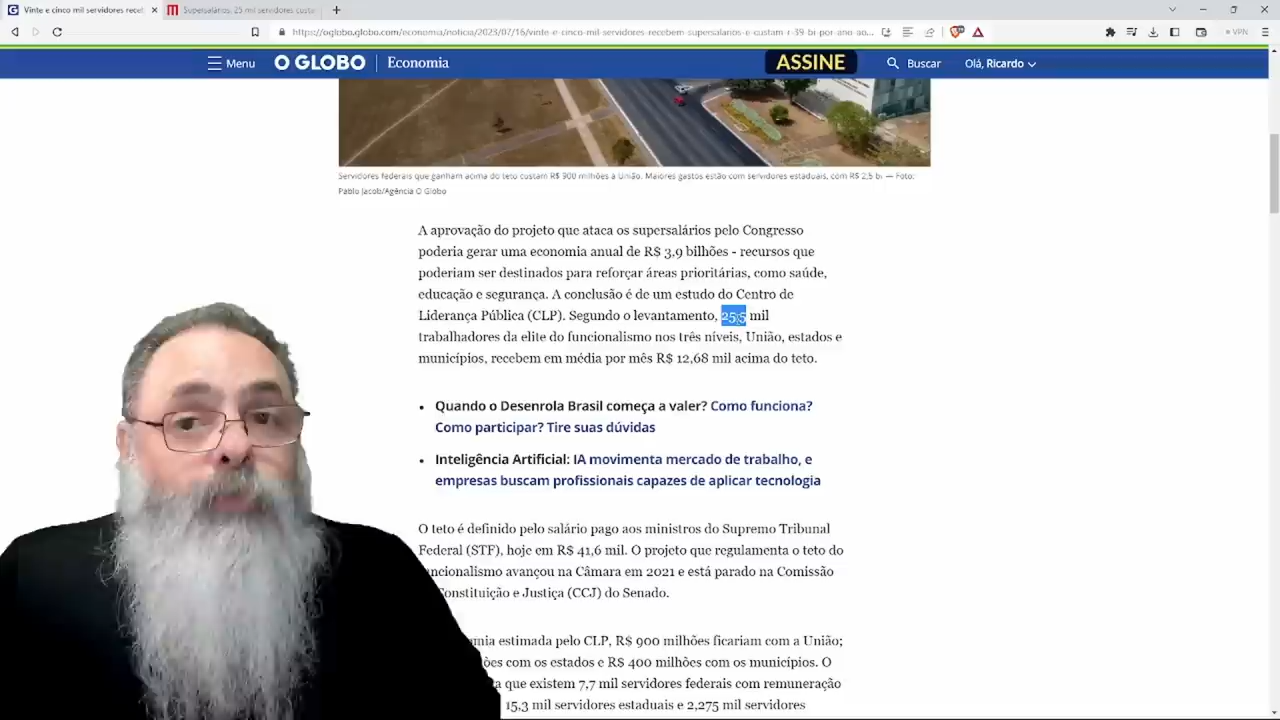 Vinte e cinco mil servidores rece
Supersalários: 25 mil servidores custa
https://oglobo.globo.com/economia/noticia/2023/07/16/vinte-e-cinco-mil-servidores-recebem-supersalarios-e-custam-r-39-bi-por-ano-ao...
VPN
Menu
O GLOBO
Economia
ASSINE
Buscar
Olá, Ricardo
Servidores federais que ganham acima do teto custam R$ 900 milhões à União. Maiores gastos estão com servidores estaduais, com R$ 2,5 bi — Foto:
Pablo Jacob/Agência O Globo
A aprovação do projeto que ataca os supersalários pelo Congresso
poderia gerar uma economia anual de R$ 3,9 bilhões - recursos que
poderiam ser destinados para reforçar áreas prioritárias, como saúde,
educação e segurança. A conclusão é de um estudo do Centro de
Liderança Pública (CLP). Segundo o levantamento, 25,5 mil
trabalhadores da elite do funcionalismo nos três níveis, União, estados e
municípios, recebem em média por mês R$ 12,68 mil acima do teto.
• Quando o Desenrola Brasil começa a valer? Como funciona?
Como participar? Tire suas dúvidas
• Inteligência Artificial: IA movimenta mercado de trabalho, e
empresas buscam profissionais capazes de aplicar tecnologia
O teto é definido pelo salário pago aos ministros do Supremo Tribunal
Federal (STF), hoje em R$ 41,6 mil. O projeto que regulamenta o teto do
uncionalismo avançou na Câmara em 2021 e está parado na Comissão
Constituição e Justiça (CCJ) do Senado.
mia estimada pelo CLP, R$ 900 milhões ficariam com a União;
ões com os estados e R$ 400 milhões com os municípios. O
a que existem 7,7 mil servidores federais com remuneração
15,3 mil servidores estaduais e 2,275 mil servidores